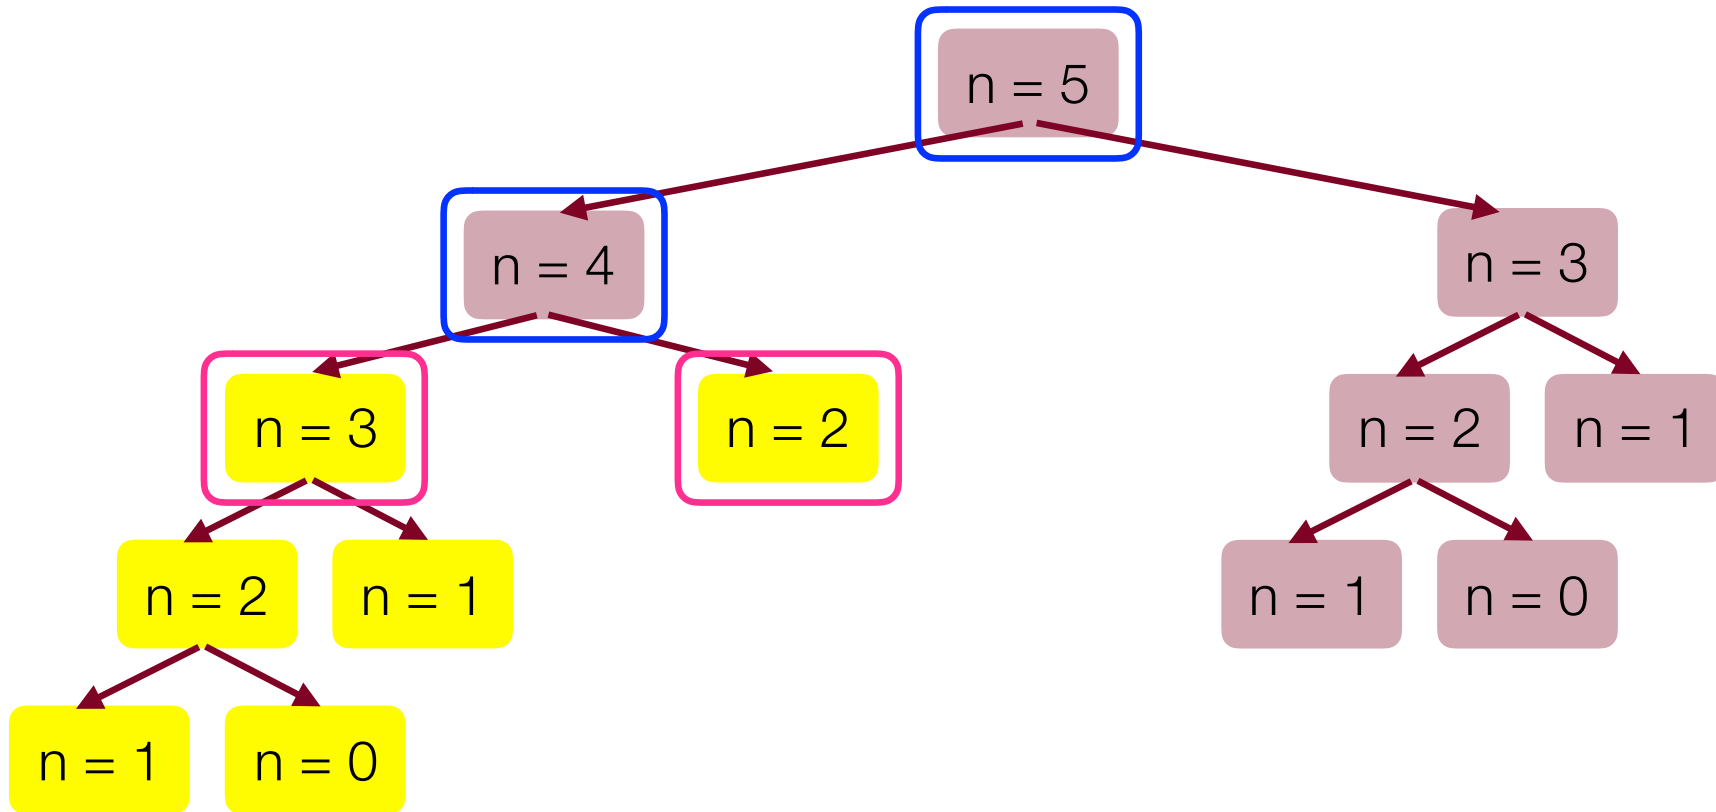 n = 5
n = 4
n = 3
n = 3
n = 2
n = 2
n = 1
n = 2
n = 1
n = 1
n = 0
n = 1
n = 0